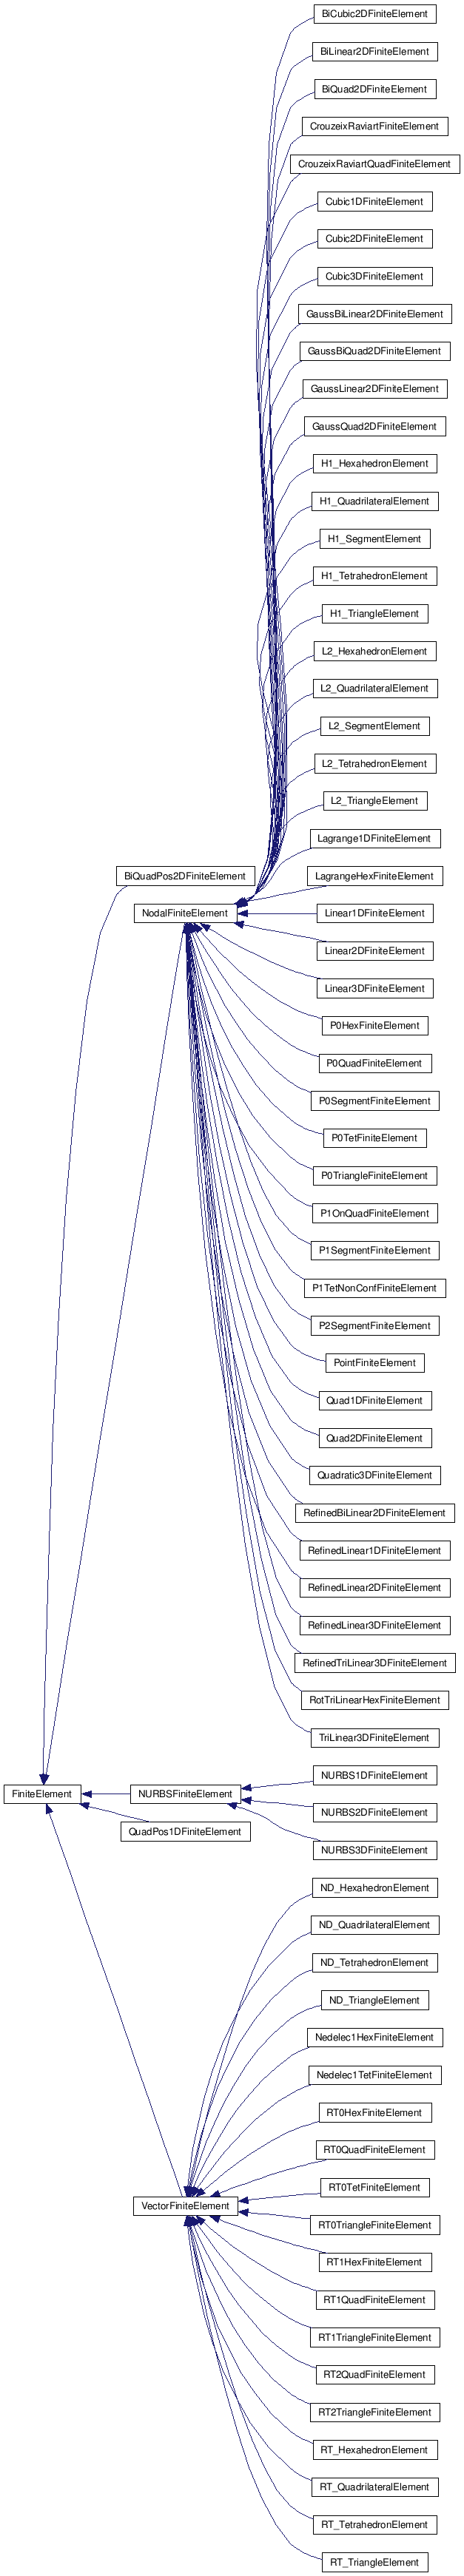 BiCubic2DFiniteElement
BiLinear2DFiniteElement
BiQuad2DFiniteElement
CrouzeixRaviartFiniteElement
CrouzeixRaviartQuadFiniteElement
Cubic1DFiniteElement
Cubic2DFiniteElement
Cubic3DFiniteElement
GaussBiLinear2DFiniteElement
GaussBiQuad2DFiniteElement
GaussLinear2DFiniteElement
GaussQuad2DFiniteElement
H1_HexahedronElement
H1_QuadrilateralElement
H1_SegmentElement
H1_TetrahedronElement
H1_TriangleElement
L2_HexahedronElement
L2_QuadrilateralElement
L2_SegmentElement
L2_TetrahedronElement
L2_TriangleElement
Lagrange1DFiniteElement
BiQuadPos2DFiniteElement
LagrangeHexFiniteElement
NodalFiniteElement
Linear1DFiniteElement
Linear2DFiniteElement
Linear3DFiniteElement
P0HexFiniteElement
P0QuadFiniteElement
P0SegmentFiniteElement
P0TetFiniteElement
P0TriangleFiniteElement
P1OnQuadFiniteElement
P1SegmentFiniteElement
P1TetNonConfFiniteElement
P2SegmentFiniteElement
PointFiniteElement
Quad1DFiniteElement
Quad2DFiniteElement
Quadratic3DFiniteElement
RefinedBiLinear2DFiniteElement
RefinedLinear1DFiniteElement
RefinedLinear2DFiniteElement
RefinedLinear3DFiniteElement
RefinedTriLinear3DFiniteElement
RotTriLinearHexFiniteElement
TriLinear3DFiniteElement
NURBS1DFiniteElement
FiniteElement
NURBSFiniteElement
NURBS2DFiniteElement
QuadPos1DFiniteElement
NURBS3DFiniteElement
ND_HexahedronElement
ND_QuadrilateralElement
ND_TetrahedronElement
ND_TriangleElement
Nedelec1HexFiniteElement
Nedelec1TetFiniteElement
RT0HexFiniteElement
RT0QuadFiniteElement
RT0TetFiniteElement
VectorFiniteElement
RT0TriangleFiniteElement
RT1HexFiniteElement
RT1QuadFiniteElement
RT1TriangleFiniteElement
RT2QuadFiniteElement
RT2TriangleFiniteElement
RT_HexahedronElement
RT_QuadrilateralElement
RT_TetrahedronElement
RT_TriangleElement